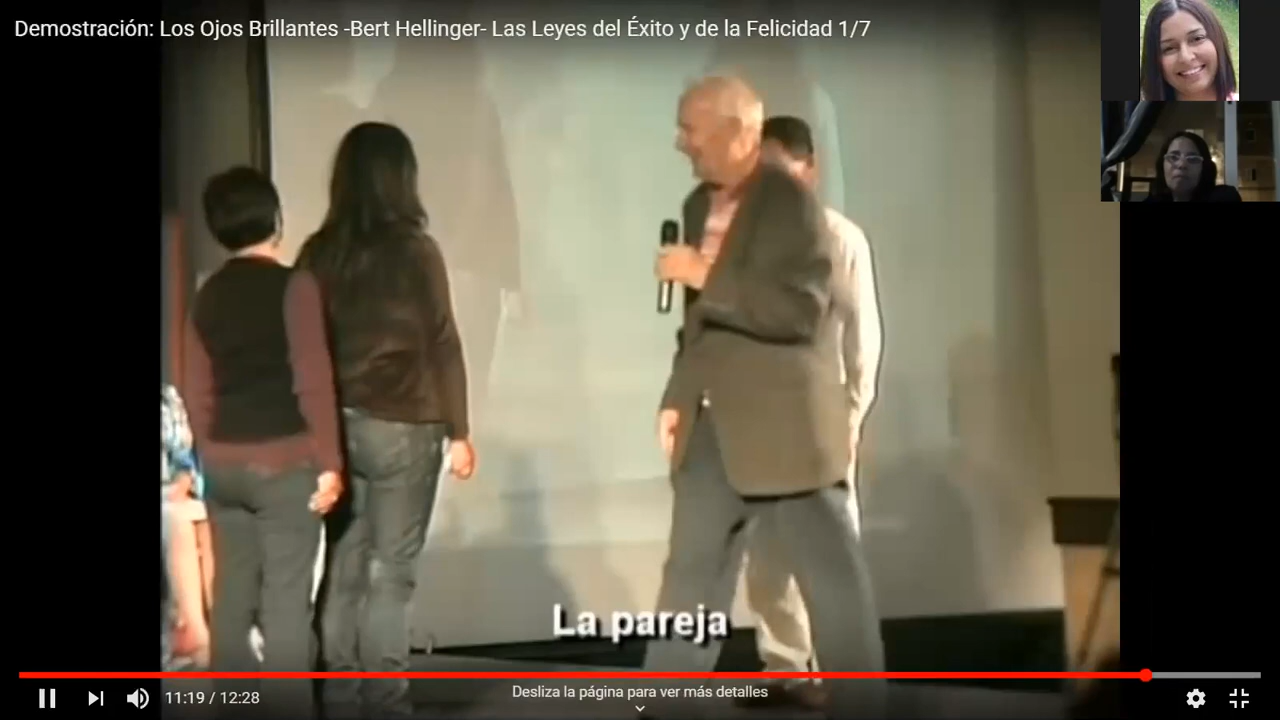 Demostración: Los Ojos Brillantes -Bert Hellinger- Las Leyes del Éxito y de la Felicidad 1/7
La pareja
Desliza la página para ver más detalles
11:19 / 12:28